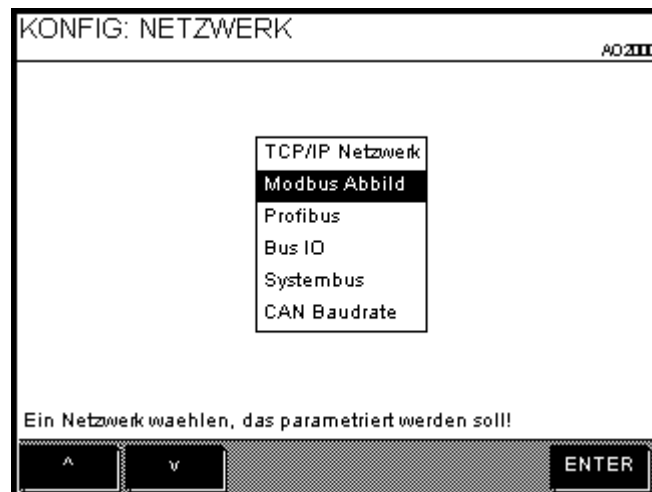 KONFIG: NETZWERK
AO2000
TCP/IP Netzwerk
Modbus Abbild
Profibus
Bus IO
Systembus
CAN Baudrate
Ein Netzwerk waehlen, das parametriert werden soll!
^ v ENTER